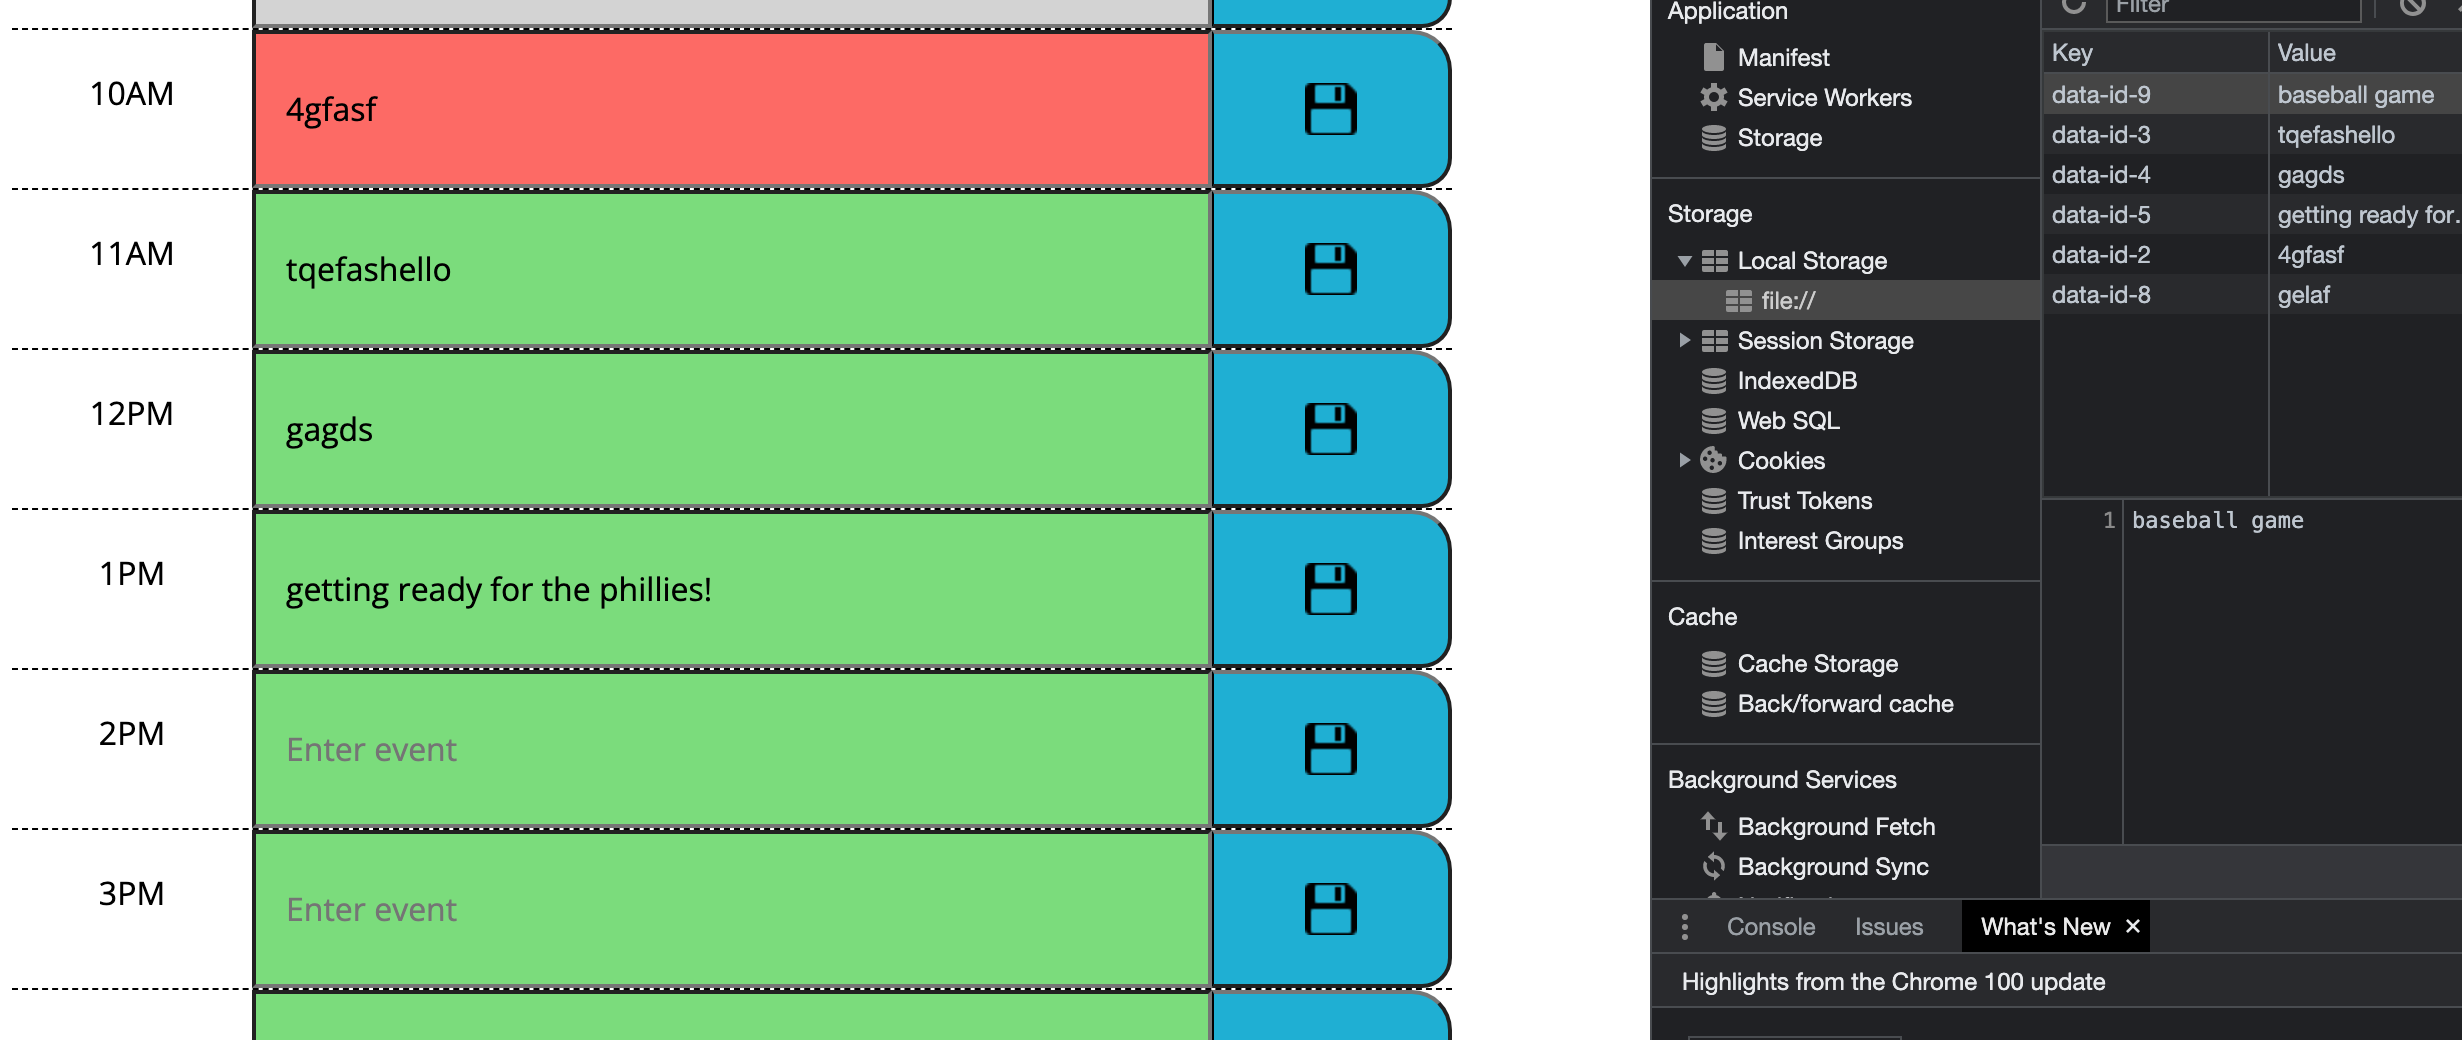 10AM
4gfasf
11AM
tqefashello
12PM
gagds
1PM
getting ready for the phillies!
2PM
Enter event
3PM
Enter event
Application
Manifest
Service Workers
Storage
Storage
Local Storage
file://
Session Storage
IndexedDB
Web SQL
Cookies
Trust Tokens
Interest Groups
Cache
Cache Storage
Back/forward cache
Background Services
Background Fetch
Background Sync
Filter
Key Value
data-id-9 baseball game
data-id-3 tqefashello
data-id-4 gagds
data-id-5 getting ready for…
data-id-2 4gfasf
data-id-8 gelaf
1 baseball game
Console Issues What's New ×
Highlights from the Chrome 100 update